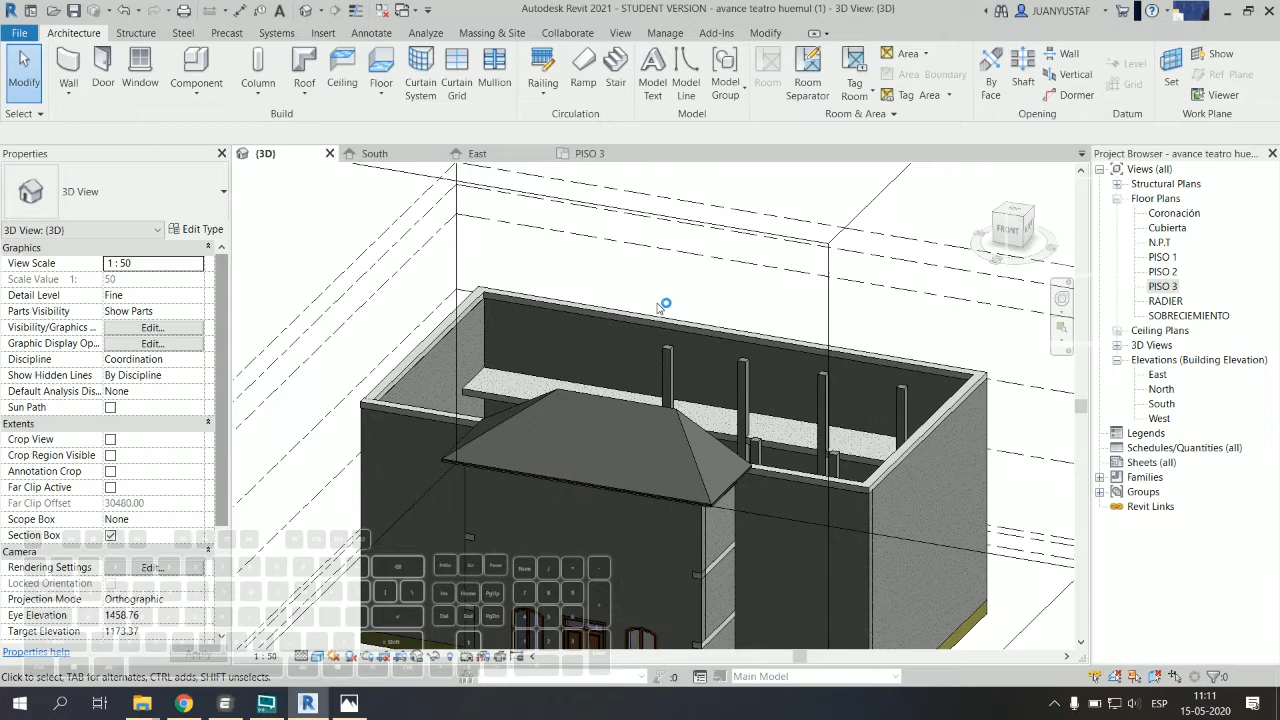 Autodesk Revit 2021 - STUDENT VERSION - avance teatro huemul (1) - 3D View: {3D}
JUANYUSTAF
File Architecture Structure Steel Precast Systems Insert Annotate Analyze Massing & Site Collaborate View Manage Add-Ins Modify
Modify Wall Door Window Component Column Roof Ceiling Floor Curtain System Curtain Grid Mullion Railing Ramp Stair Model Text Model Line Model Group Room Room Separator Tag Room Area Area Boundary Tag Area By Face Shaft Wall Vertical Dormer Level Grid Set Show Ref Plane Viewer
Select Build Circulation Model Room & Area Opening Datum Work Plane
Properties
{3D} South East PISO 3
Project Browser - avance teatro hue...
3D View
3D View: {3D} Edit Type
Graphics
View Scale 1 : 50
Scale Value 1: 50
Detail Level Fine
Parts Visibility Show Parts
Visibility/Graphics ... Edit...
Graphic Display Op... Edit...
Discipline Coordination
Show Hidden Lines By Discipline
Default Analysis Dis... None
Sun Path
Extents
Crop View
Crop Region Visible
Annotation Crop
Far Clip Active
Far Clip Offset 30480.00
Scope Box None
Section Box
Camera
Rendering Settings Edit...
Locked Orientation
Projection Mode Orthographic
Eye Elevation 1458.76
Target Elevation 1173.37
Properties help Apply
FRONT
Views (all)
Structural Plans
Floor Plans
Coronación
Cubierta
N.P.T
PISO 1
PISO 2
PISO 3
RADIER
SOBRECIEMIENTO
Ceiling Plans
3D Views
Elevations (Building Elevation)
East
North
South
West
Legends
Schedules/Quantities (all)
Sheets (all)
Families
Groups
Revit Links
PrtScr Pause
Num / * -
Ins Home PgUp
Del End PgDn
Shift
1 : 50
Click to select, TAB for alternates, CTRL adds, SHIFT unselects.
:0 Main Model :0
ESP
11:11
15-05-2020